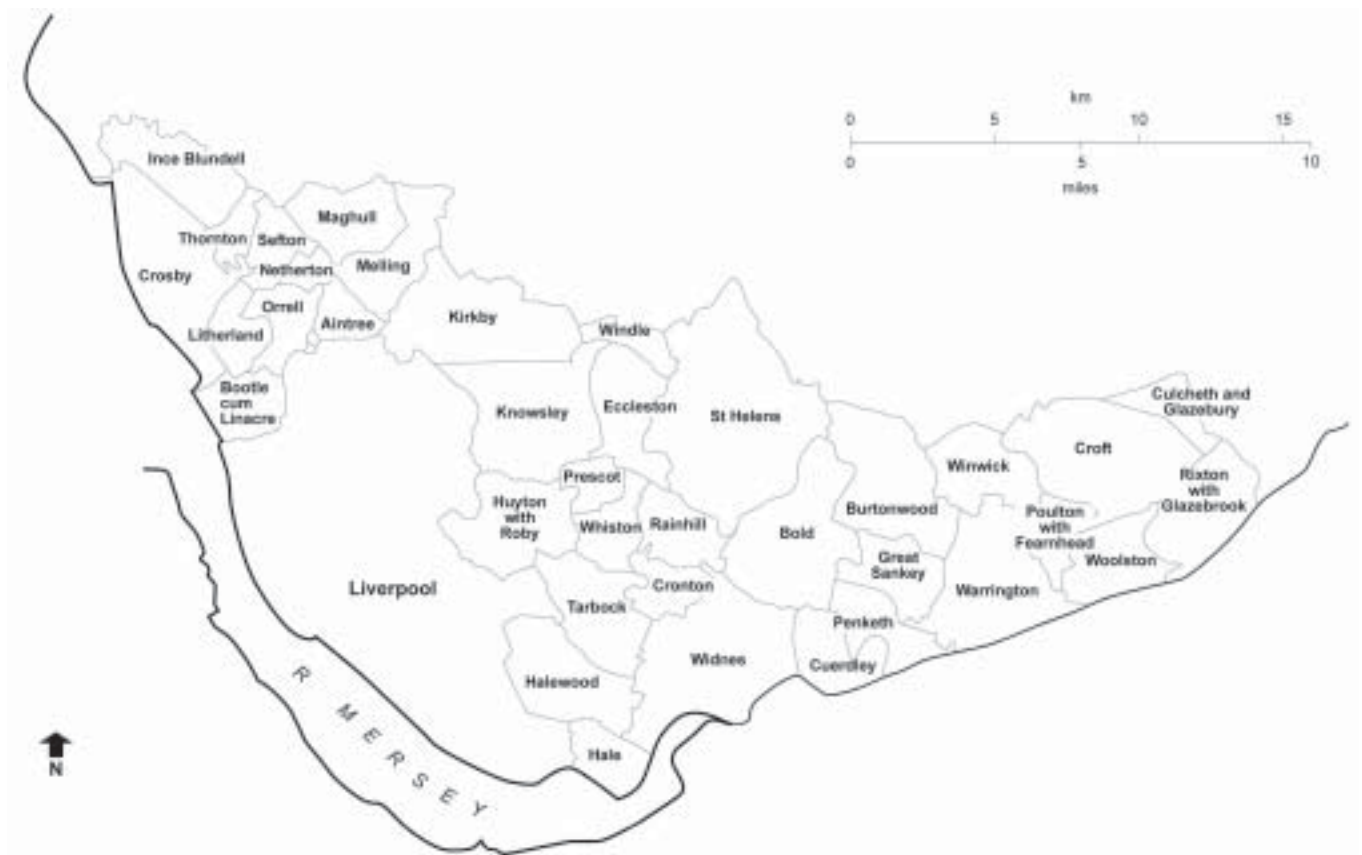 km
0 5 10 15
0 5 10
miles
Ince Blundell
Maghull
Thornton
Sefton
Crosby
Netherton
Melling
Orrell
Litherland
Aintree
Kirkby
Windle
Bootle
cum
Linacre
Knowsley
Eccleston
St Helens
Culcheth and
Glazebury
Croft
Winwick
Rixton
with
Glazebrook
Prescot
Huyton
with
Roby
Whiston
Rainhill
Bold
Burtonwood
Poulton
with
Fearnhead
Woolston
Great
Sankey
Warrington
Liverpool
Cronton
Tarbock
Penketh
Widnes
Cuerdley
Halewood
Hale
R MERSEY
N